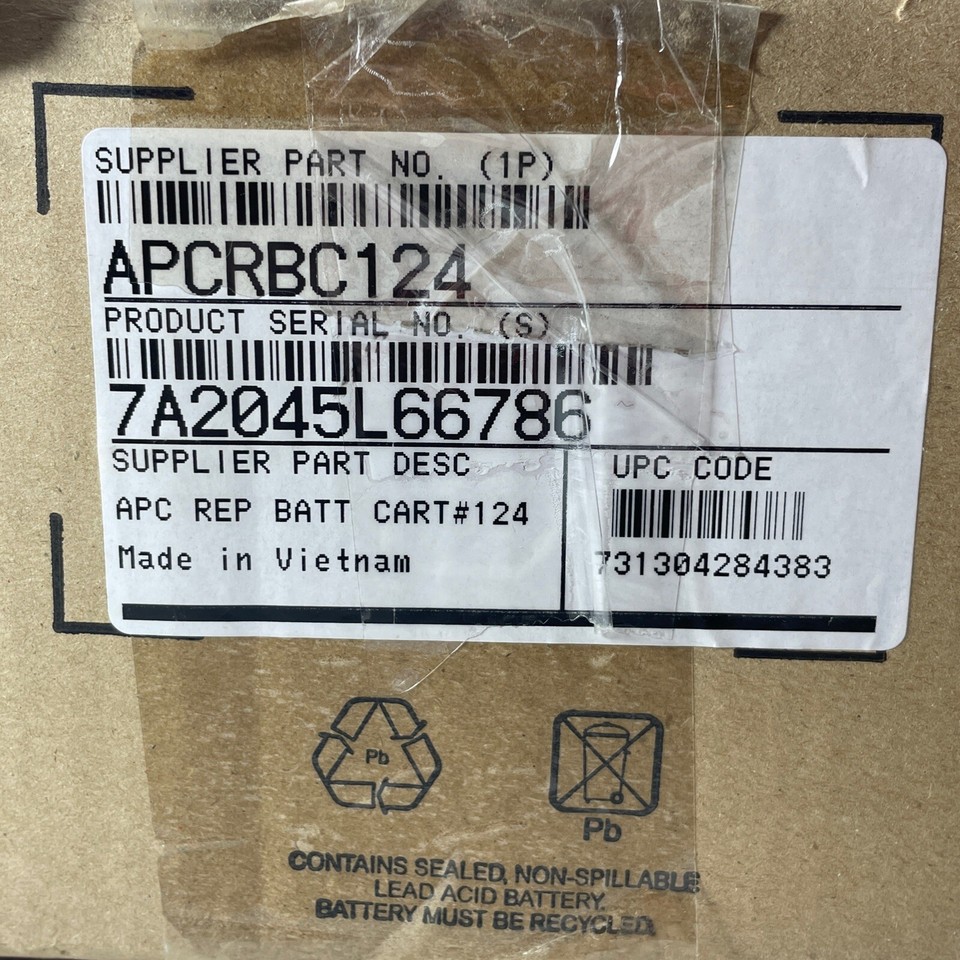 SUPPLIER PART NO. (1P)
APCRBC124
PRODUCT SERIAL NO. (S)
7A2045L66786
SUPPLIER PART DESC
UPC CODE
APC REP BATT CART#124
Made in Vietnam
731304284383
Pb
Pb
CONTAINS SEALED, NON-SPILLABLE
LEAD ACID BATTERY.
BATTERY MUST BE RECYCLED.